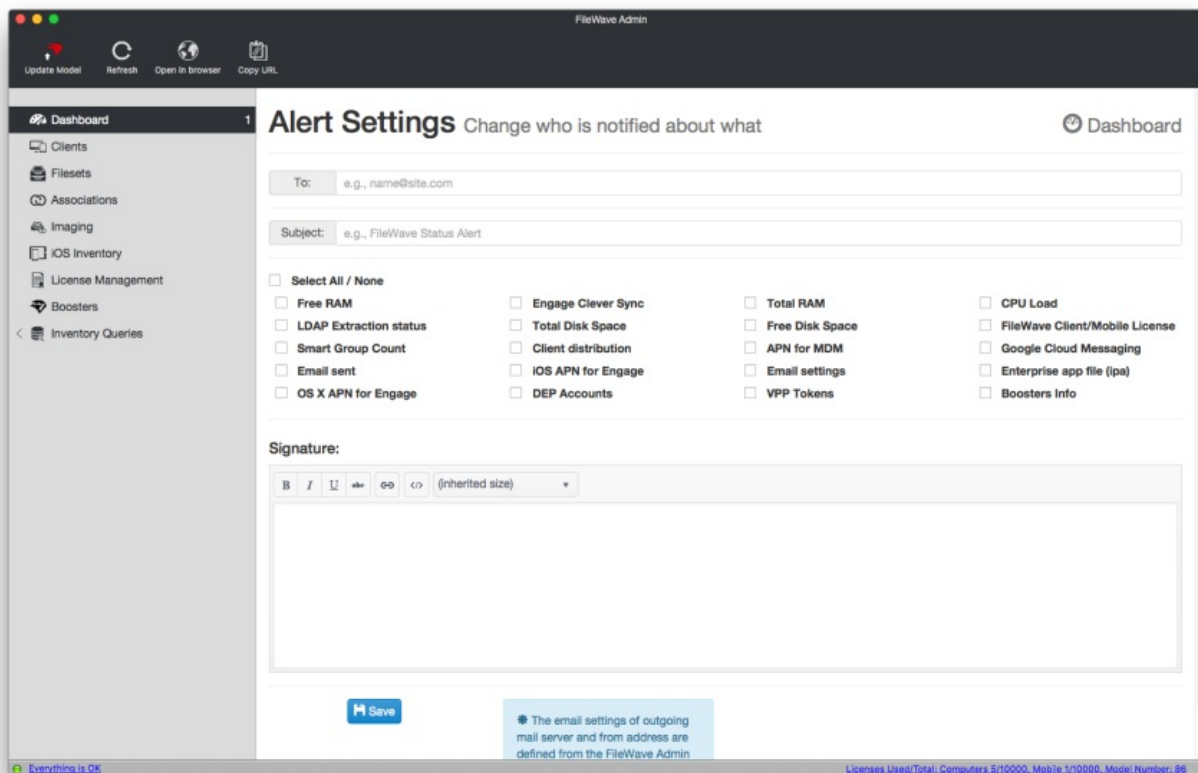 FileWave Admin
Update Model Refresh Open in browser Copy URL
Dashboard 1
Clients
Filesets
Associations
Imaging
iOS Inventory
License Management
Boosters
Inventory Queries
Alert Settings Change who is notified about what
Dashboard
To: e.g., name@site.com
Subject: e.g., FileWave Status Alert
Select All / None
Free RAM Engage Clever Sync Total RAM CPU Load
LDAP Extraction status Total Disk Space Free Disk Space FileWave Client/Mobile License
Smart Group Count Client distribution APN for MDM Google Cloud Messaging
Email sent iOS APN for Engage Email settings Enterprise app file (ipa)
OS X APN for Engage DEP Accounts VPP Tokens Boosters Info
Signature:
B I U abc (inherited size)
Save
The email settings of outgoing
mail server and from address are
defined from the FileWave Admin
Everything is OK
Licenses Used/Total: Computers 5/10000, Mobile 1/10000, Model Number: 86